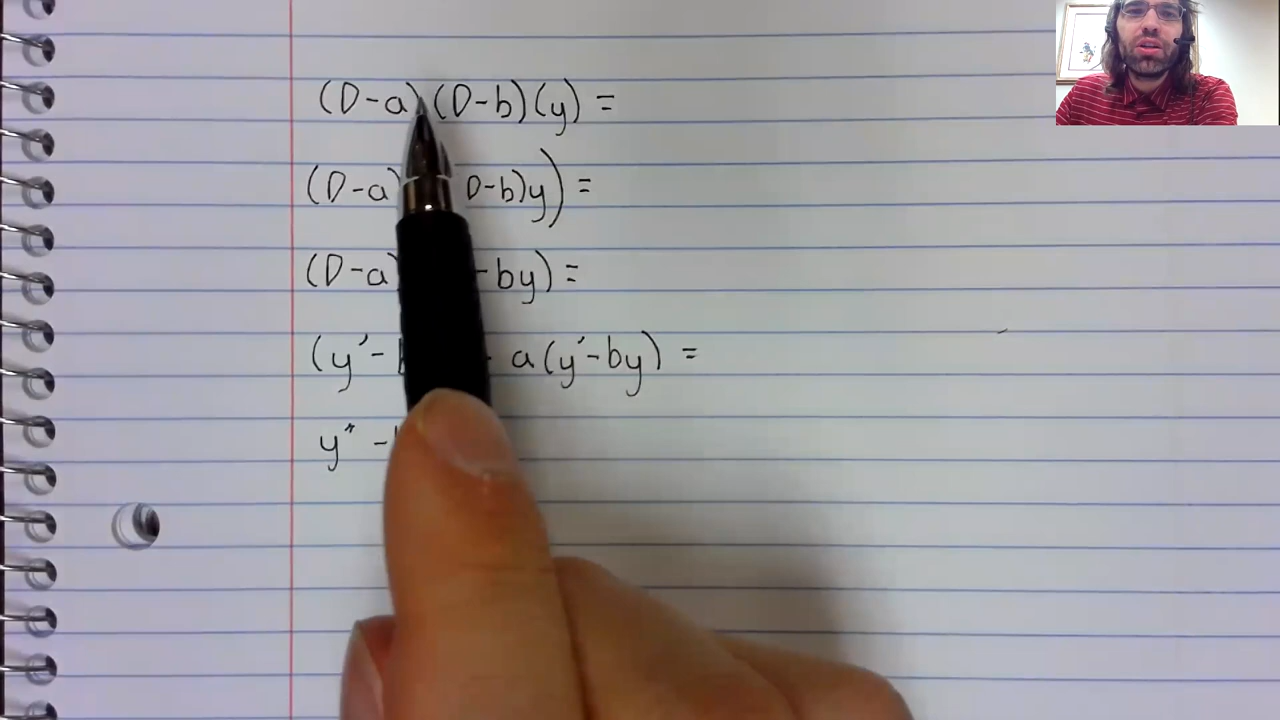 (D-a)(D-b)(y) =
(D-a) D-b)y) =
(D-a) -by) =
(y′- - a(y′-by) =
y″ -